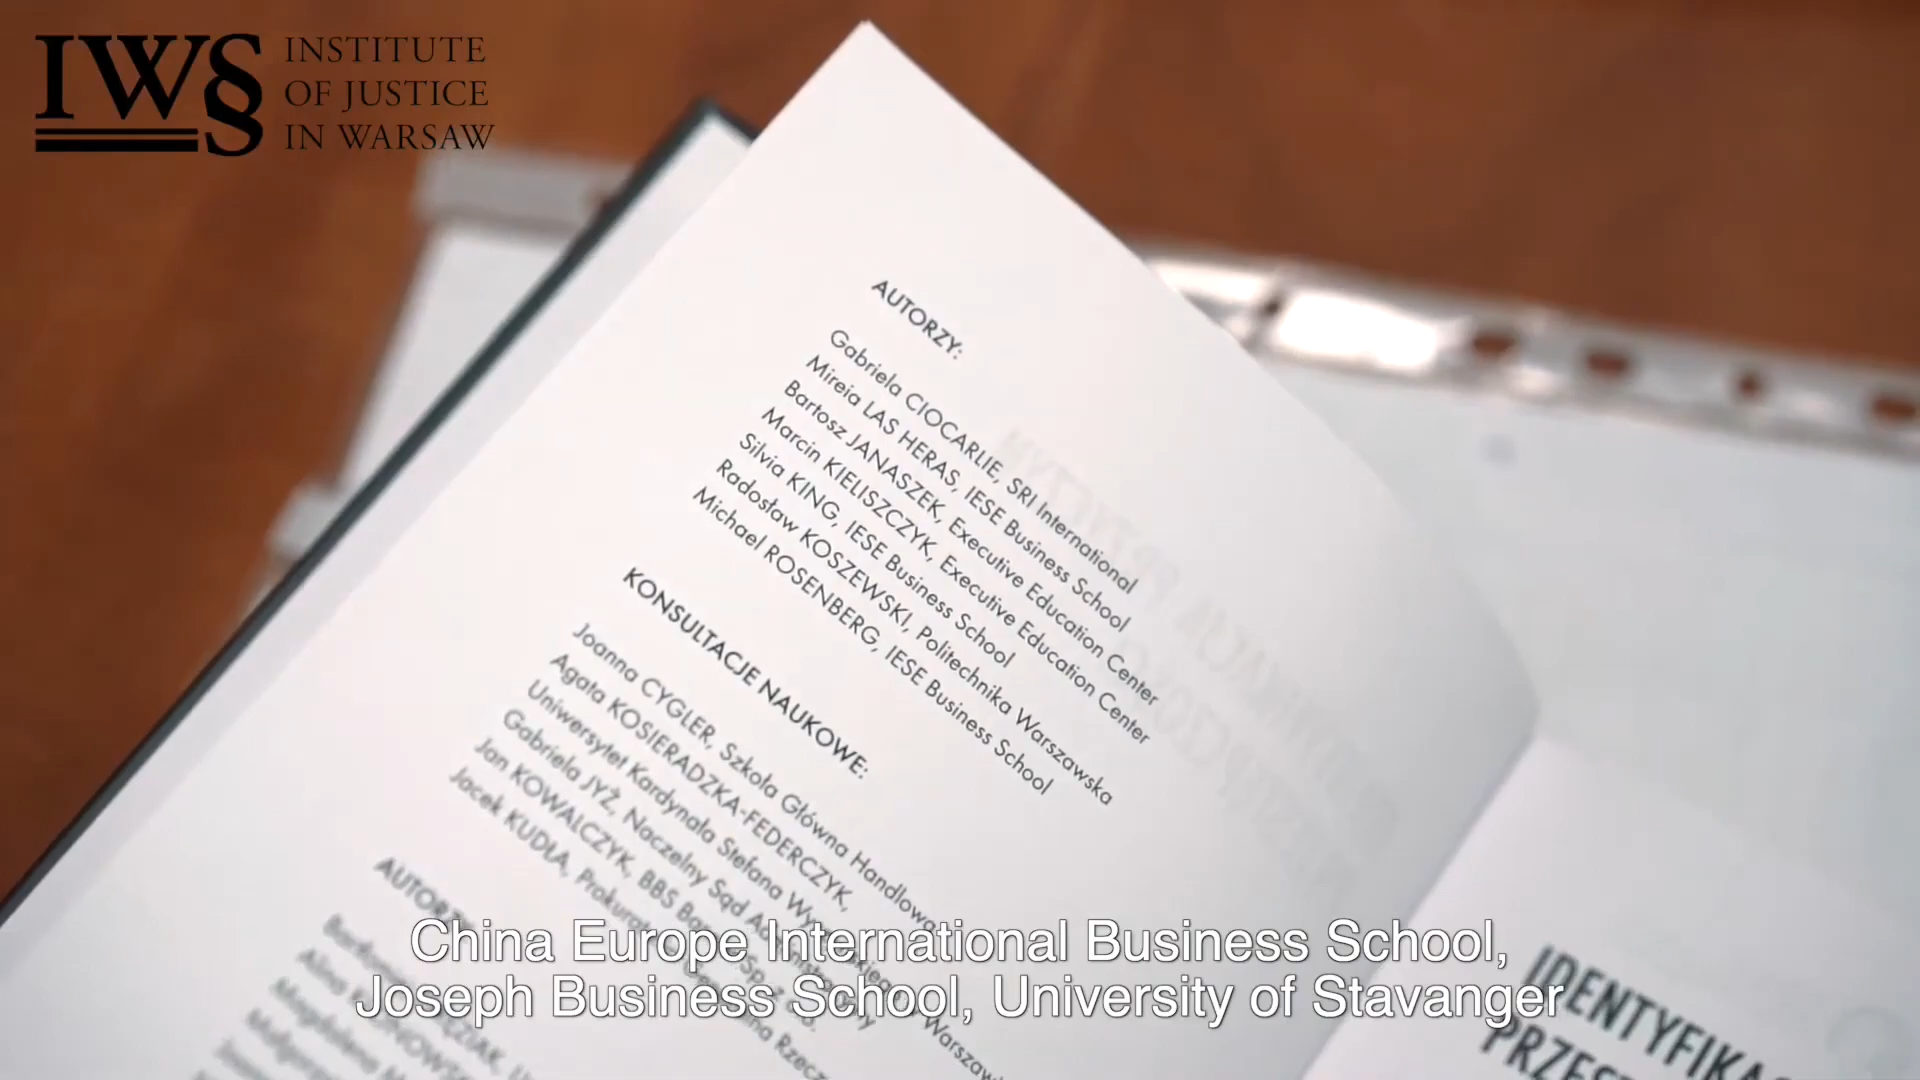 IWS
INSTITUTE
OF JUSTICE
IN WARSAW
AUTORZY:
Gabriela CIOCARLIE, SRI International
Mireia LAS HERAS, IESE Business School
Bartosz JANASZEK, Executive Education Center
Marcin KIELISZCZYK, Executive Education Center
Silvia KING, IESE Business School
Radosław KOSZEWSKI, Politechnika Warszawska
Michael ROSENBERG, IESE Business School
KONSULTACJE NAUKOWE:
Joanna CYGLER, Szkoła Główna Handlowa
Agata KOSIERADZKA-FEDERCZYK,
Uniwersytet Kardynała Stefana
Gabriela JYŻ, Naczelny Sąd
Jan KOWALCZYK, BBS
Jacek KUDŁA,
China Europe International Business School,
Joseph Business School, University of Stavanger